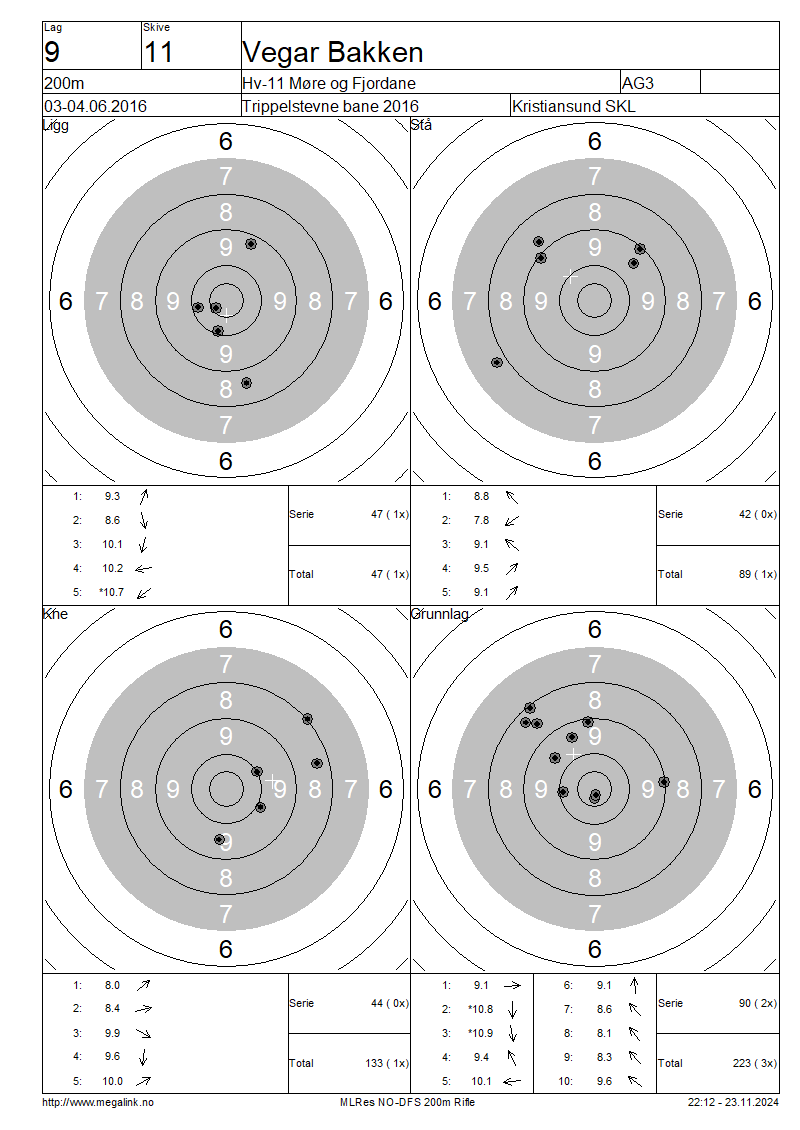 Lag Skive
9 11 Vegar Bakken
200m Hv-11 Møre og Fjordane AG3
03-04.06.2016 Trippelstevne bane 2016 Kristiansund SKL
Ligg Stå
6 6
7 7
8 8
9 9
6 7 8 9 9 8 7 6 6 7 8 9 9 8 7 6
9 9
8 8
7 7
6 6
1: 9.3 1: 8.8
2: 8.6 Serie 47 ( 1x) 2: 7.8 Serie 42 ( 0x)
3: 10.1 3: 9.1
4: 10.2 Total 47 ( 1x) 4: 9.5 Total 89 ( 1x)
5: *10.7 5: 9.1
Kne Grunnlag
6 6
7 7
8 8
9 9
6 7 8 9 9 8 7 6 6 7 8 9 9 8 7 6
9 9
8 8
7 7
6 6
1: 8.0 1: 9.1 6: 9.1
2: 8.4 Serie 44 ( 0x) 2: *10.8 7: 8.6 Serie 90 ( 2x)
3: 9.9 3: *10.9 8: 8.1
4: 9.6 Total 133 ( 1x) 4: 9.4 9: 8.3 Total 223 ( 3x)
5: 10.0 5: 10.1 10: 9.6
http://www.megalink.no MLRes NO-DFS 200m Rifle 22:12 - 23.11.2024